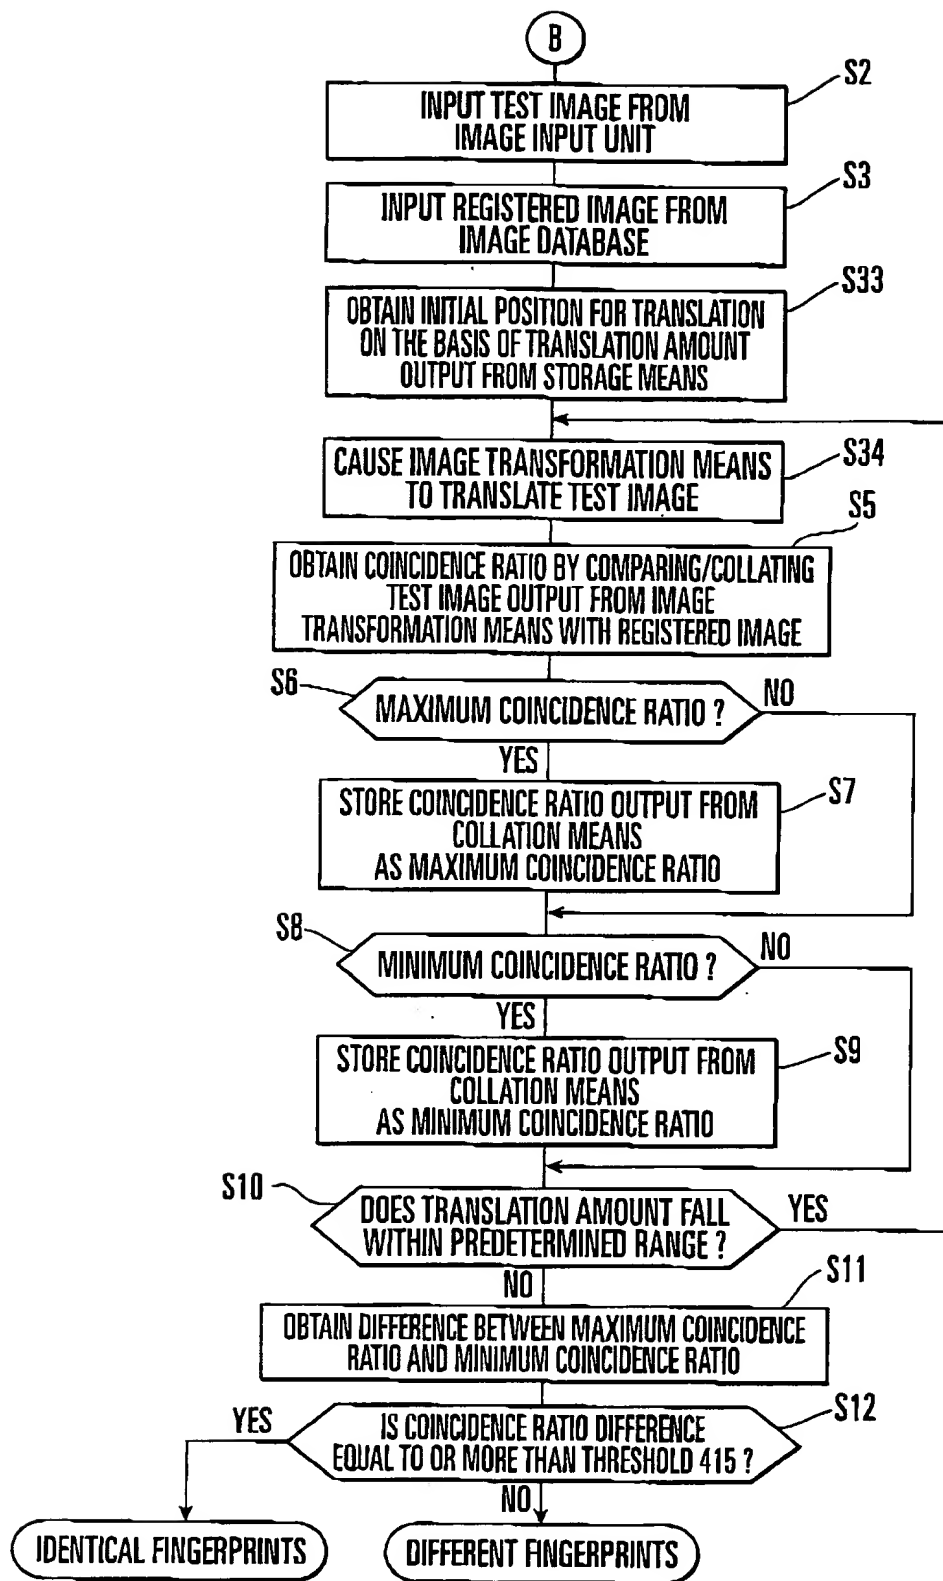 B
S2
INPUT TEST IMAGE FROM
IMAGE INPUT UNIT
S3
INPUT REGISTERED IMAGE FROM
IMAGE DATABASE
S33
OBTAIN INITIAL POSITION FOR TRANSLATION
ON THE BASIS OF TRANSLATION AMOUNT
OUTPUT FROM STORAGE MEANS
S34
CAUSE IMAGE TRANSFORMATION MEANS
TO TRANSLATE TEST IMAGE
S5
OBTAIN COINCIDENCE RATIO BY COMPARING/COLLATING
TEST IMAGE OUTPUT FROM IMAGE
TRANSFORMATION MEANS WITH REGISTERED IMAGE
S6
MAXIMUM COINCIDENCE RATIO ?
NO
YES
S7
STORE COINCIDENCE RATIO OUTPUT FROM
COLLATION MEANS
AS MAXIMUM COINCIDENCE RATIO
S8
MINIMUM COINCIDENCE RATIO ?
NO
YES
S9
STORE COINCIDENCE RATIO OUTPUT FROM
COLLATION MEANS
AS MINIMUM COINCIDENCE RATIO
S10
DOES TRANSLATION AMOUNT FALL
WITHIN PREDETERMINED RANGE ?
YES
NO
S11
OBTAIN DIFFERENCE BETWEEN MAXIMUM COINCIDENCE
RATIO AND MINIMUM COINCIDENCE RATIO
S12
YES
IS COINCIDENCE RATIO DIFFERENCE
EQUAL TO OR MORE THAN THRESHOLD 415 ?
NO
IDENTICAL FINGERPRINTS
DIFFERENT FINGERPRINTS